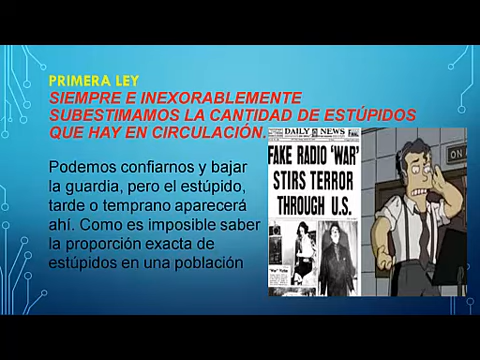 PRIMERA LEY
SIEMPRE E INEXORABLEMENTE
SUBESTIMAMOS LA CANTIDAD DE ESTÚPIDOS
QUE HAY EN CIRCULACIÓN.
Podemos confiarnos y bajar
la guardia, pero el estúpido,
tarde o temprano aparecerá
ahí. Como es imposible saber
la proporción exacta de
estúpidos en una población
DAILY NEWS
FAKE RADIO 'WAR'
STIRS TERROR
THROUGH U.S.
ON